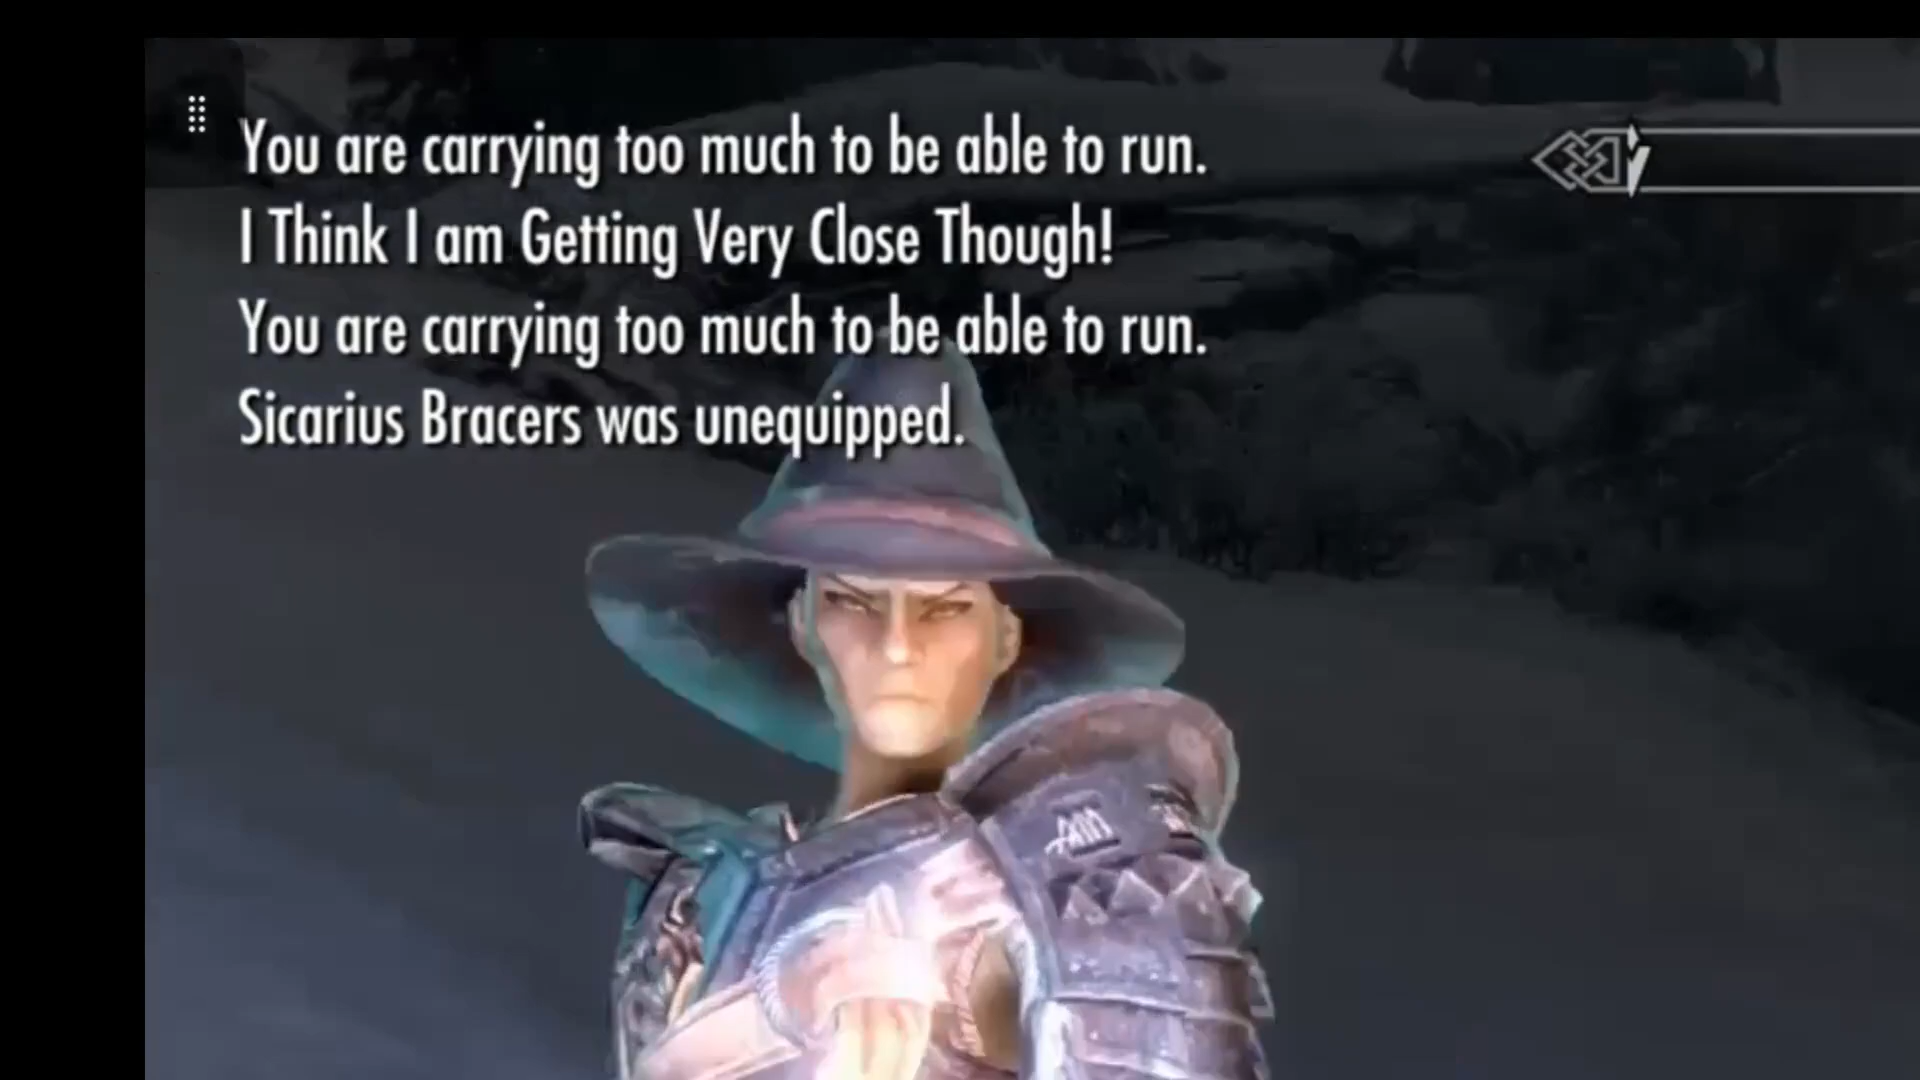 You are carrying too much to be able to run.
I Think I am Getting Very Close Though!
You are carrying too much to be able to run.
Sicarius Bracers was unequipped.